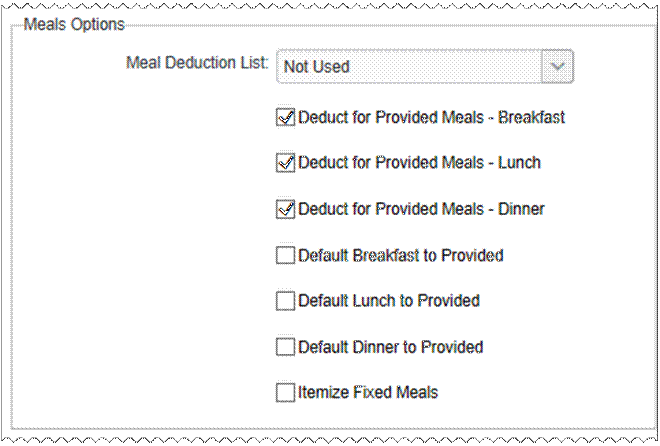 Meals Options
Meal Deduction List: Not Used
Deduct for Provided Meals - Breakfast
Deduct for Provided Meals - Lunch
Deduct for Provided Meals - Dinner
Default Breakfast to Provided
Default Lunch to Provided
Default Dinner to Provided
Itemize Fixed Meals